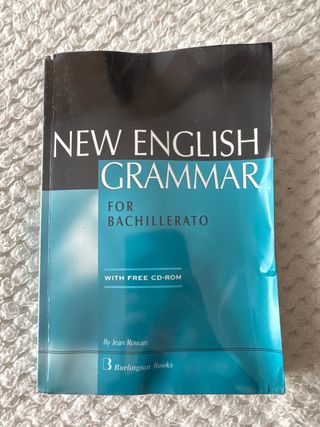 NEW ENGLISH
GRAMMAR
FOR
BACHILLERATO
WITH FREE CD-ROM
By Jean Rowan
B Burlington Books